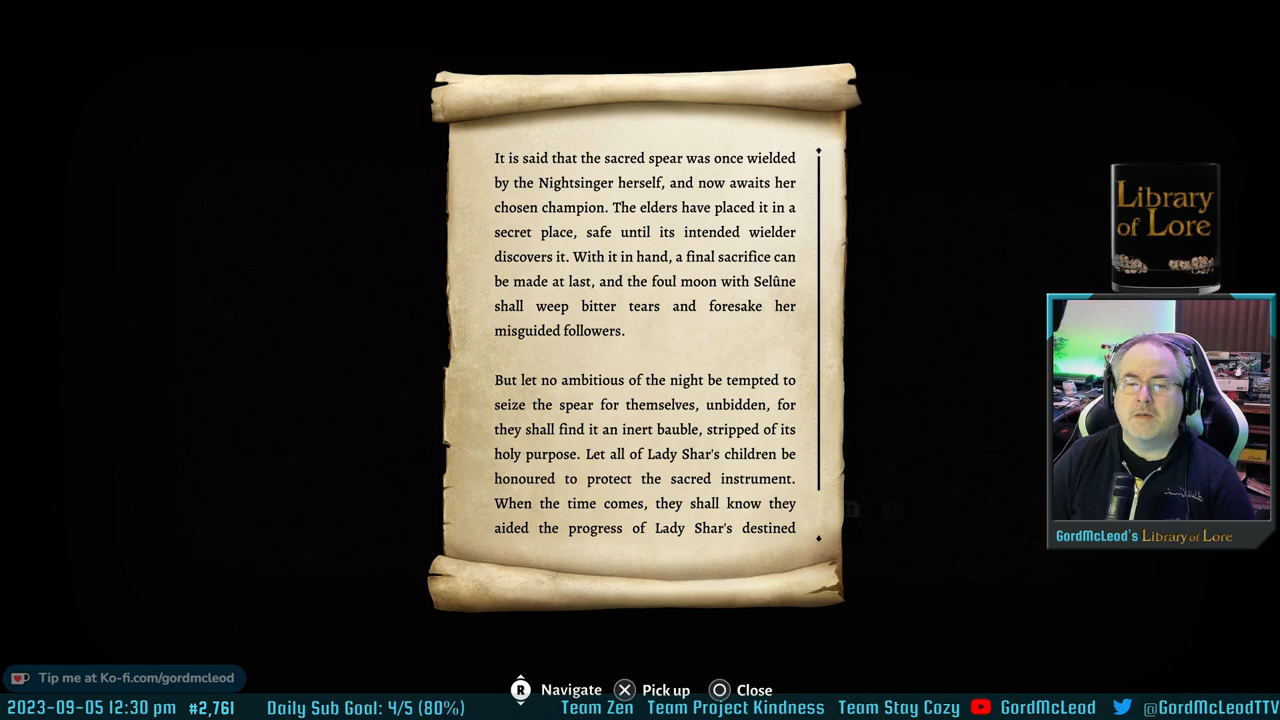 It is said that the sacred spear was once wielded
by the Nightsinger herself, and now awaits her
chosen champion. The elders have placed it in a
secret place, safe until its intended wielder
discovers it. With it in hand, a final sacrifice can
be made at last, and the foul moon with Selûne
shall weep bitter tears and foresake her
misguided followers.
But let no ambitious of the night be tempted to
seize the spear for themselves, unbidden, for
they shall find it an inert bauble, stripped of its
holy purpose. Let all of Lady Shar's children be
honoured to protect the sacred instrument.
When the time comes, they shall know they
aided the progress of Lady Shar's destined
Library
of Lore
GordMcLeod's Library of Lore
Tip me at Ko-fi.com/gordmcleod
R Navigate Pick up Close
2023-09-05 12:30 pm #2,761 Daily Sub Goal: 4/5 (80%) Team Zen Team Project Kindness Team Stay Cozy GordMcLeod @GordMcLeodTTV